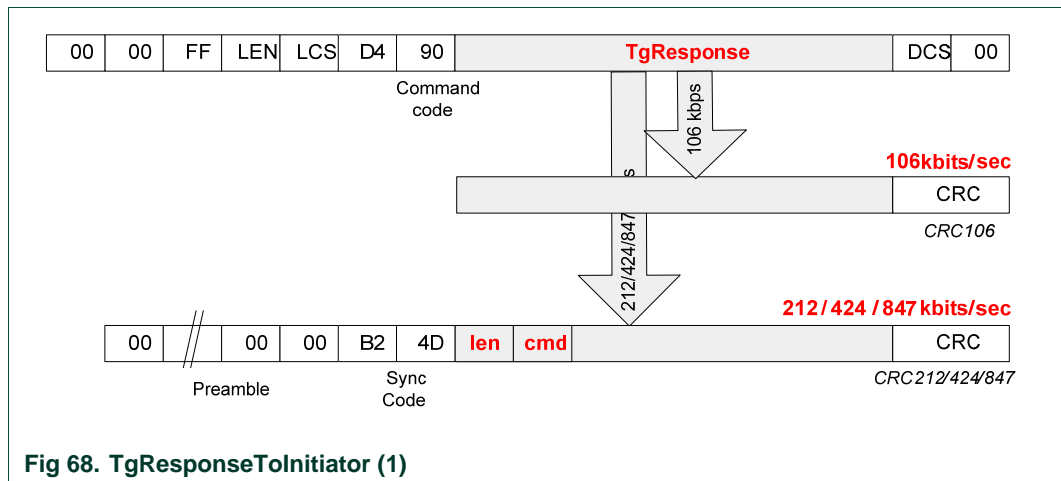 00 00 FF LEN LCS D4 90 TgResponse DCS 00
Command
code
106 kbps
106kbits/sec
CRC
CRC106
212/424/847
s
212 / 424 / 847 kbits/sec
00 00 00 B2 4D len cmd CRC
Preamble
Sync
Code
CRC212/424/847
Fig 68. TgResponseToInitiator (1)